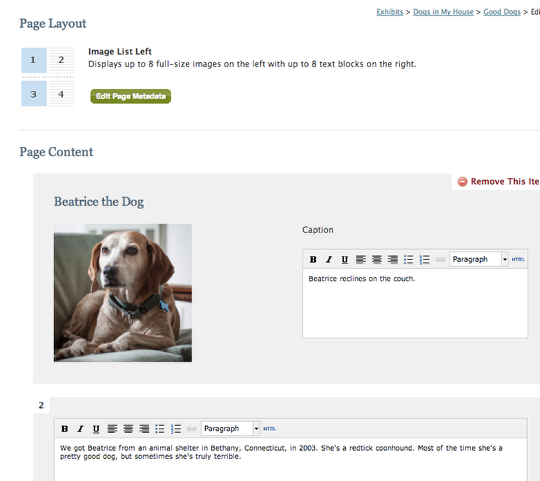 Exhibits > Dogs in My House > Good Dogs > Edi
Page Layout
Image List Left
1 2
Displays up to 8 full-size images on the left with up to 8 text blocks on the right.
3 4
Edit Page Metadata
Page Content
Remove This Ite
Beatrice the Dog
Caption
B I U Paragraph HTML
Beatrice reclines on the couch.
2
B I U Paragraph HTML
We got Beatrice from an animal shelter in Bethany, Connecticut, in 2003. She's a redtick coonhound. Most of the time she's a
pretty good dog, but sometimes she's truly terrible.